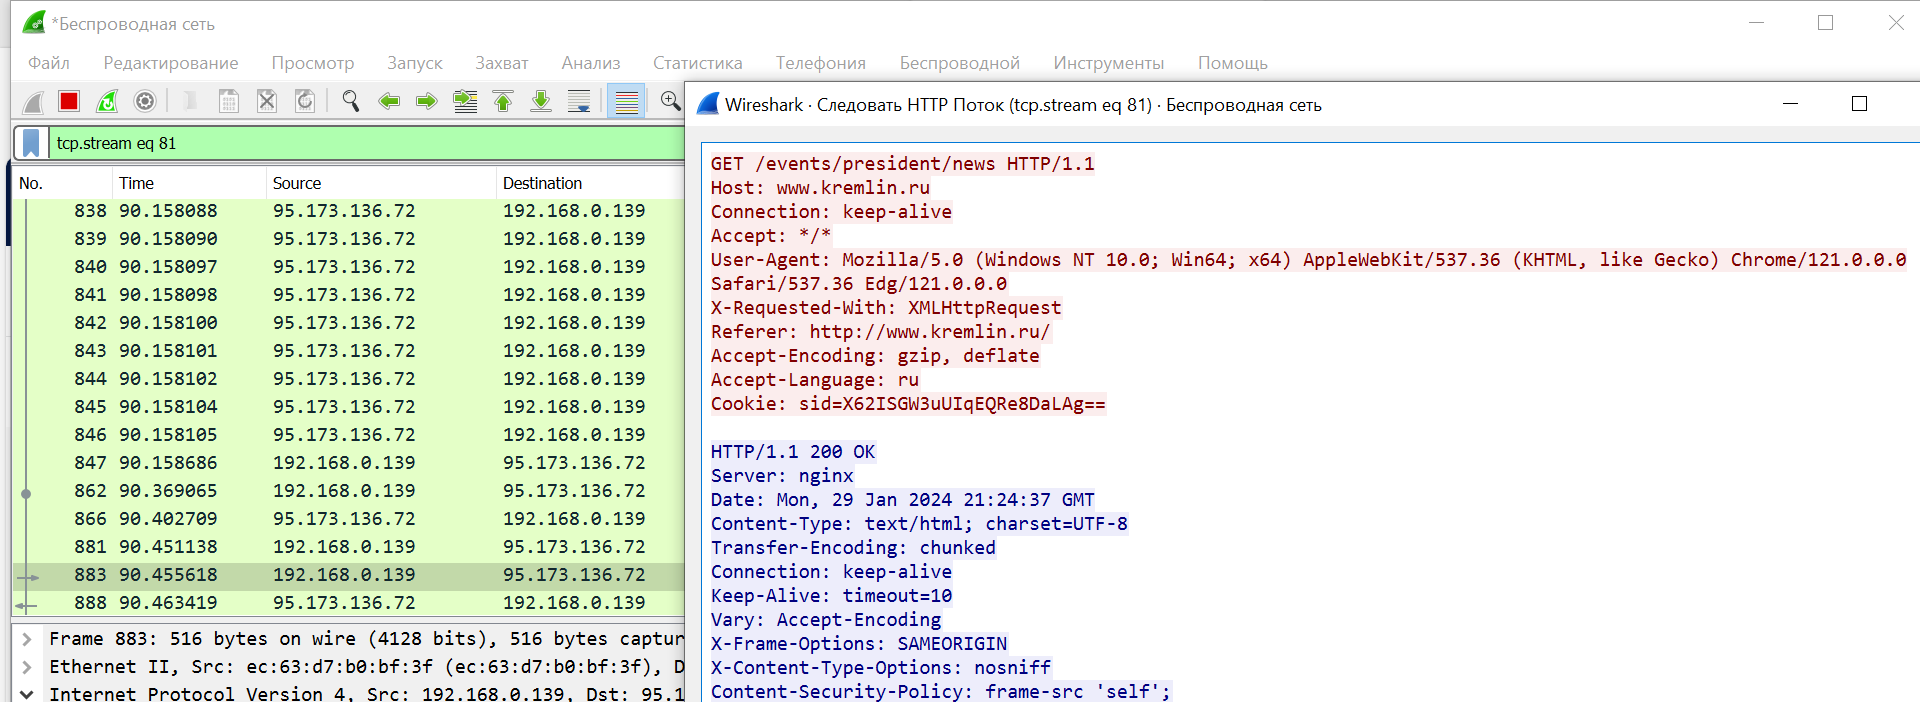 *Беспроводная сеть
Файл Редактирование Просмотр Запуск Захват Анализ Статистика Телефония Беспроводной Инструменты Помощь
tcp.stream eq 81
No. Time Source Destination
838 90.158088 95.173.136.72 192.168.0.139
839 90.158090 95.173.136.72 192.168.0.139
840 90.158097 95.173.136.72 192.168.0.139
841 90.158098 95.173.136.72 192.168.0.139
842 90.158100 95.173.136.72 192.168.0.139
843 90.158101 95.173.136.72 192.168.0.139
844 90.158102 95.173.136.72 192.168.0.139
845 90.158104 95.173.136.72 192.168.0.139
846 90.158105 95.173.136.72 192.168.0.139
847 90.158686 192.168.0.139 95.173.136.72
862 90.369065 192.168.0.139 95.173.136.72
866 90.402709 95.173.136.72 192.168.0.139
881 90.451138 192.168.0.139 95.173.136.72
883 90.455618 192.168.0.139 95.173.136.72
888 90.463419 95.173.136.72 192.168.0.139
Frame 883: 516 bytes on wire (4128 bits), 516 bytes captur
Ethernet II, Src: ec:63:d7:b0:bf:3f (ec:63:d7:b0:bf:3f), D
Internet Protocol Version 4, Src: 192.168.0.139, Dst: 95.1
Wireshark · Следовать HTTP Поток (tcp.stream eq 81) · Беспроводная сеть
GET /events/president/news HTTP/1.1
Host: www.kremlin.ru
Connection: keep-alive
Accept: */*
User-Agent: Mozilla/5.0 (Windows NT 10.0; Win64; x64) AppleWebKit/537.36 (KHTML, like Gecko) Chrome/121.0.0.0
Safari/537.36 Edg/121.0.0.0
X-Requested-With: XMLHttpRequest
Referer: http://www.kremlin.ru/
Accept-Encoding: gzip, deflate
Accept-Language: ru
Cookie: sid=X62ISGW3uUIqEQRe8DaLAg==
HTTP/1.1 200 OK
Server: nginx
Date: Mon, 29 Jan 2024 21:24:37 GMT
Content-Type: text/html; charset=UTF-8
Transfer-Encoding: chunked
Connection: keep-alive
Keep-Alive: timeout=10
Vary: Accept-Encoding
X-Frame-Options: SAMEORIGIN
X-Content-Type-Options: nosniff
Content-Security-Policy: frame-src 'self';